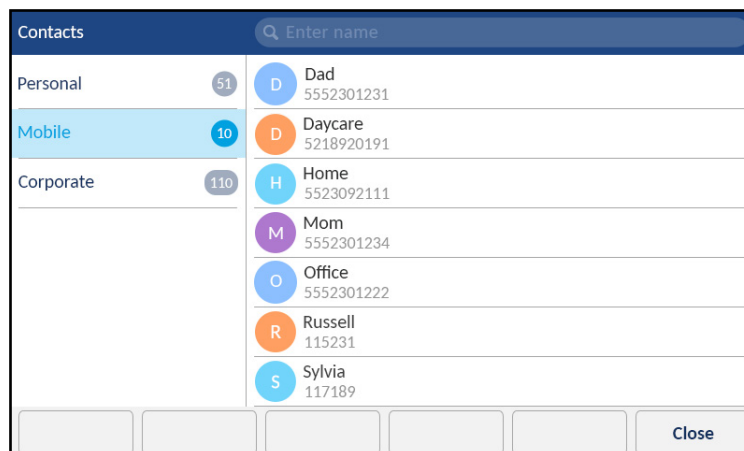 Contacts
Enter name
Personal 51
Mobile 10
Corporate 110
D Dad
5552301231
D Daycare
5218920191
H Home
5523092111
M Mom
5552301234
O Office
5552301222
R Russell
115231
S Sylvia
117189
Close